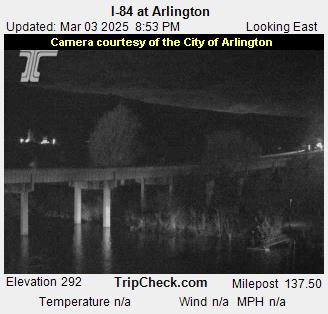 I-84 at Arlington
Updated: Mar 03 2025 8:53 PM Looking East
Camera courtesy of the City of Arlington
Elevation 292 TripCheck.com Milepost 137.50
Temperature n/a Wind n/a MPH n/a